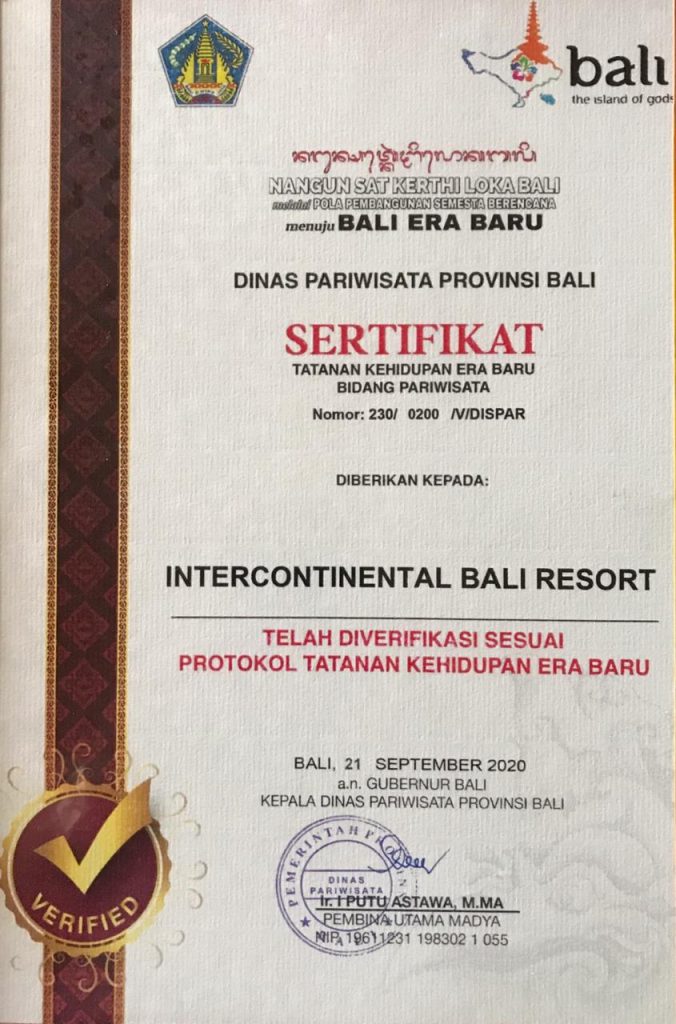 bali
the island of gods
NANGUN SAT KERTHI LOKA BALI
melalui POLA PEMBANGUNAN SEMESTA BERENCANA
menuju BALI ERA BARU
DINAS PARIWISATA PROVINSI BALI
SERTIFIKAT
TATANAN KEHIDUPAN ERA BARU
BIDANG PARIWISATA
Nomor: 230/ 0200 /V/DISPAR
DIBERIKAN KEPADA:
INTERCONTINENTAL BALI RESORT
TELAH DIVERIFIKASI SESUAI
PROTOKOL TATANAN KEHIDUPAN ERA BARU
BALI, 21 SEPTEMBER 2020
a.n. GUBERNUR BALI
KEPALA DINAS PARIWISATA PROVINSI BALI
PEMERINTAH
DINAS
PARIWISATA
Ir. I PUTU ASTAWA, M.MA
PEMBINA UTAMA MADYA
NIP. 19611231 198302 1 055
VERIFIED